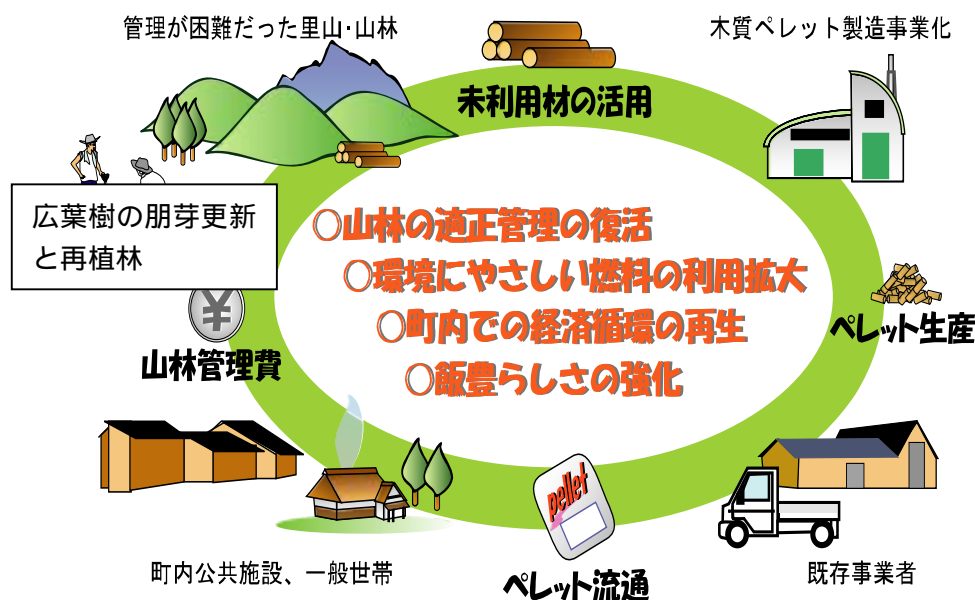 管理が困難だった里山・山林
木質ペレット製造事業化
未利用材の活用
広葉樹の朋芽更新
と再植林
○山林の適正管理の復活
○環境にやさしい燃料の利用拡大
○町内での経済循環の再生
○飯豊らしさの強化
¥
山林管理費
ペレット生産
pellet
町内公共施設、一般世帯
ペレット流通
既存事業者